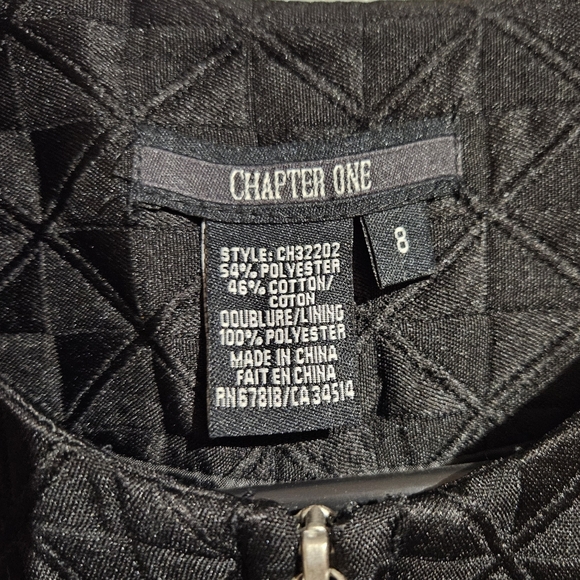 CHAPTER ONE
8
STYLE: CH32202
54% POLYESTER
46% COTTON/
COTON
DOUBLURE/LINING
100% POLYESTER
MADE IN CHINA
FAIT EN CHINA
RN67818/CA34514